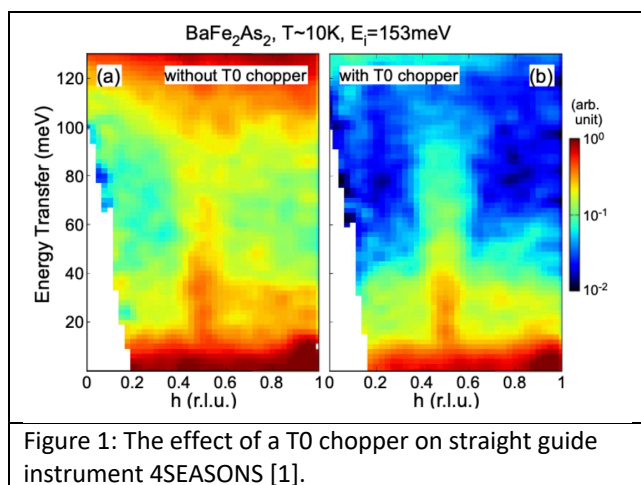 BaFe₂As₂, T~10K, Eᵢ=153meV
(a) without T0 chopper
with T0 chopper (b)
(arb. unit)
Energy Transfer (meV)
120
100
80
60
40
20
10⁰
10⁻¹
10⁻²
0 0.2 0.4 0.6 0.8 1 0 0.2 0.4 0.6 0.8 1
h (r.l.u.) h (r.l.u.)
Figure 1: The effect of a T0 chopper on straight guide
instrument 4SEASONS [1].